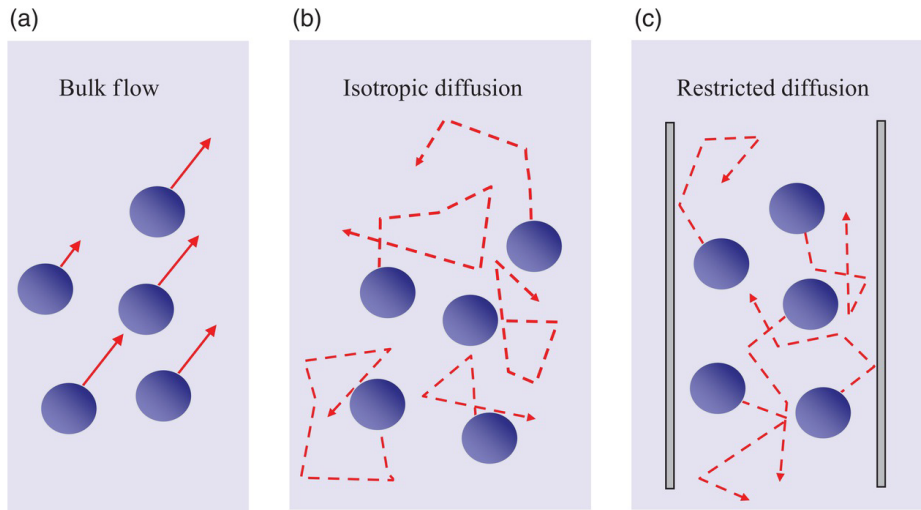 (a)
(b)
(c)
Bulk flow
Isotropic diffusion
Restricted diffusion